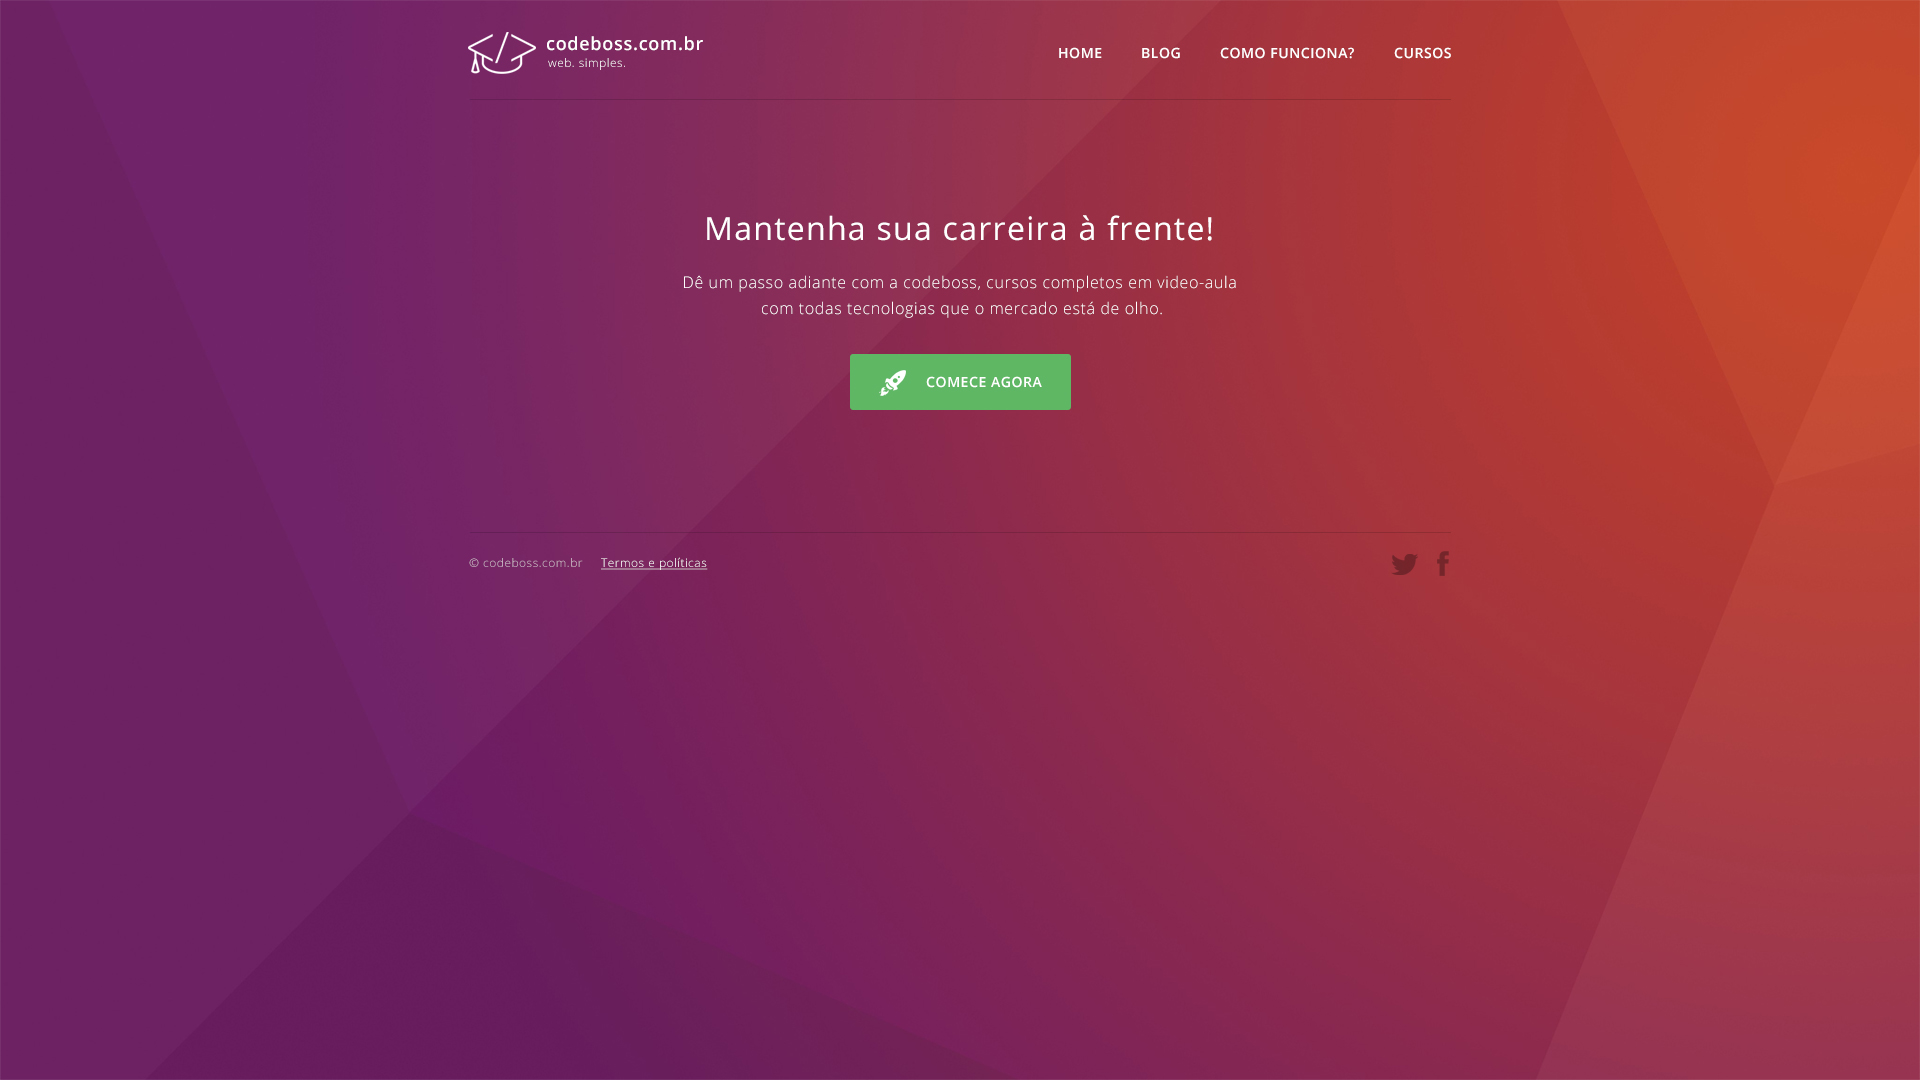 codeboss.com.br
web. simples.
HOME BLOG COMO FUNCIONA? CURSOS
Mantenha sua carreira à frente!
Dê um passo adiante com a codeboss, cursos completos em video-aula
com todas tecnologias que o mercado está de olho.
COMECE AGORA
© codeboss.com.br Termos e políticas